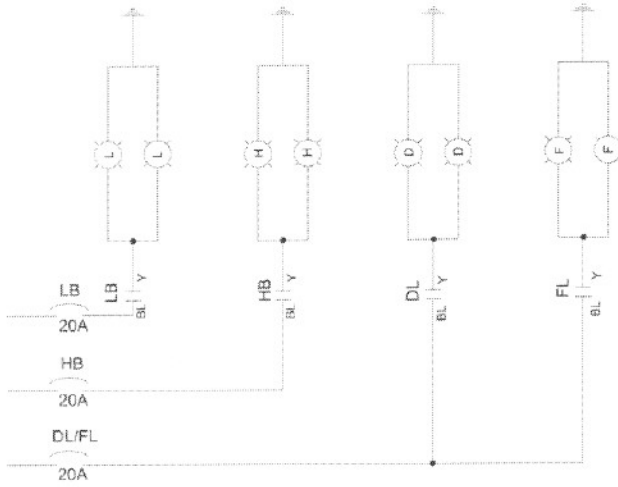 L L H H D D F F
LB Y BL
HB Y BL
DL Y BL
FL Y BL
LB
20A
HB
20A
DL/FL
20A